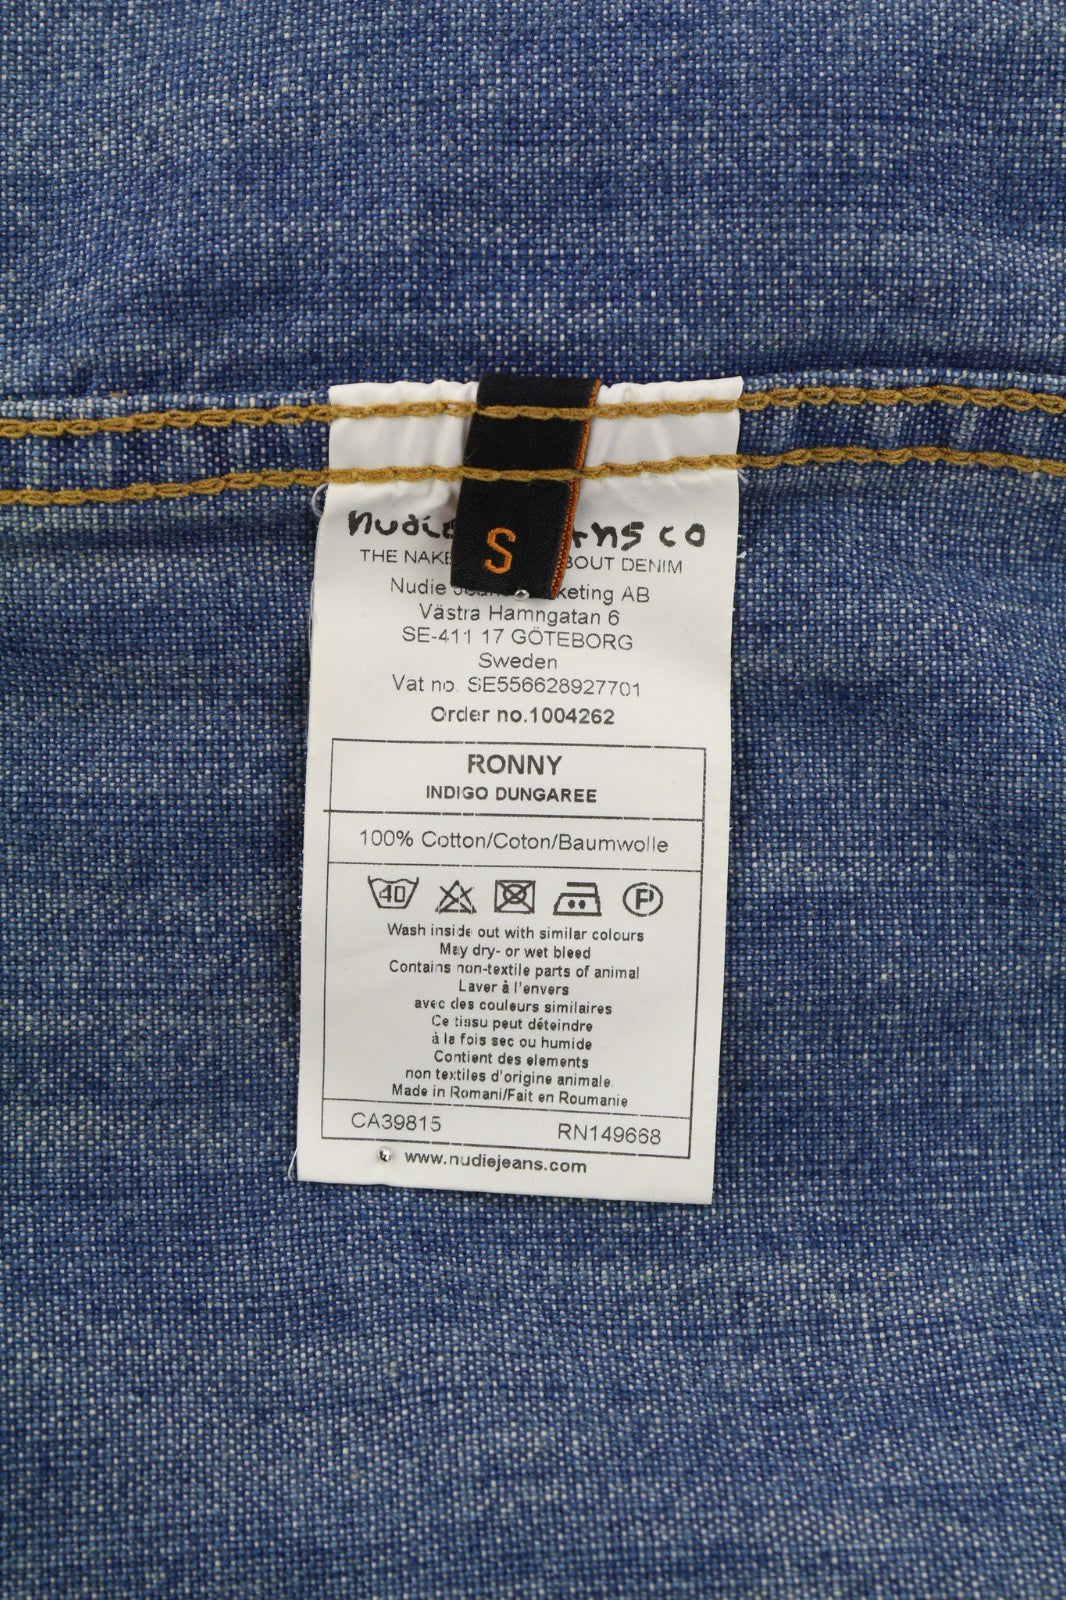 S
THE BOUT DENIM
Nudie keting AB
Västra Hamngatan 6
SE-411 17 GÖTEBORG
Sweden
Vat no. SE556628927701
Order no.1004262
RONNY
INDIGO DUNGAREE
100% Cotton/Coton/Baumwolle
40 P
Wash inside out with similar colours
May dry- or wet bleed
Contains non-textile parts of animal
Laver à l'envers
avec des couleurs similaires
Ce tissu peut déteindre
à la fois sec ou humide
Contient des elements
non textiles d'origine animale.
Made in Romani/Fait en Roumanie
CA39815 RN149668
www.nudiejeans.com